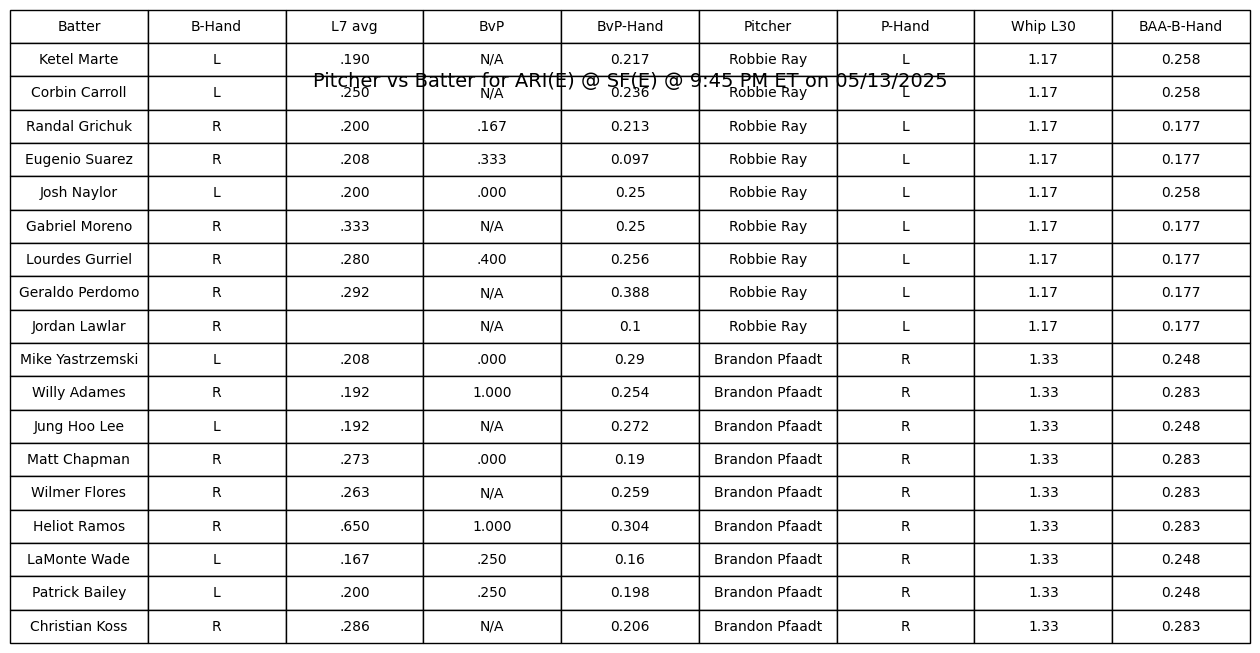 Batter B-Hand L7 avg BvP BvP-Hand Pitcher P-Hand Whip L30 BAA-B-Hand
Ketel Marte L .190 N/A 0.217 Robbie Ray L 1.17 0.258
Pitcher vs Batter for ARI(E) @ SF(E) @ 9:45 PM ET on 05/13/2025
Corbin Carroll L .250 N/A 0.236 Robbie Ray L 1.17 0.258
Randal Grichuk R .200 .167 0.213 Robbie Ray L 1.17 0.177
Eugenio Suarez R .208 .333 0.097 Robbie Ray L 1.17 0.177
Josh Naylor L .200 .000 0.25 Robbie Ray L 1.17 0.258
Gabriel Moreno R .333 N/A 0.25 Robbie Ray L 1.17 0.177
Lourdes Gurriel R .280 .400 0.256 Robbie Ray L 1.17 0.177
Geraldo Perdomo R .292 N/A 0.388 Robbie Ray L 1.17 0.177
Jordan Lawlar R N/A 0.1 Robbie Ray L 1.17 0.177
Mike Yastrzemski L .208 .000 0.29 Brandon Pfaadt R 1.33 0.248
Willy Adames R .192 1.000 0.254 Brandon Pfaadt R 1.33 0.283
Jung Hoo Lee L .192 N/A 0.272 Brandon Pfaadt R 1.33 0.248
Matt Chapman R .273 .000 0.19 Brandon Pfaadt R 1.33 0.283
Wilmer Flores R .263 N/A 0.259 Brandon Pfaadt R 1.33 0.283
Heliot Ramos R .650 1.000 0.304 Brandon Pfaadt R 1.33 0.283
LaMonte Wade L .167 .250 0.16 Brandon Pfaadt R 1.33 0.248
Patrick Bailey L .200 .250 0.198 Brandon Pfaadt R 1.33 0.248
Christian Koss R .286 N/A 0.206 Brandon Pfaadt R 1.33 0.283